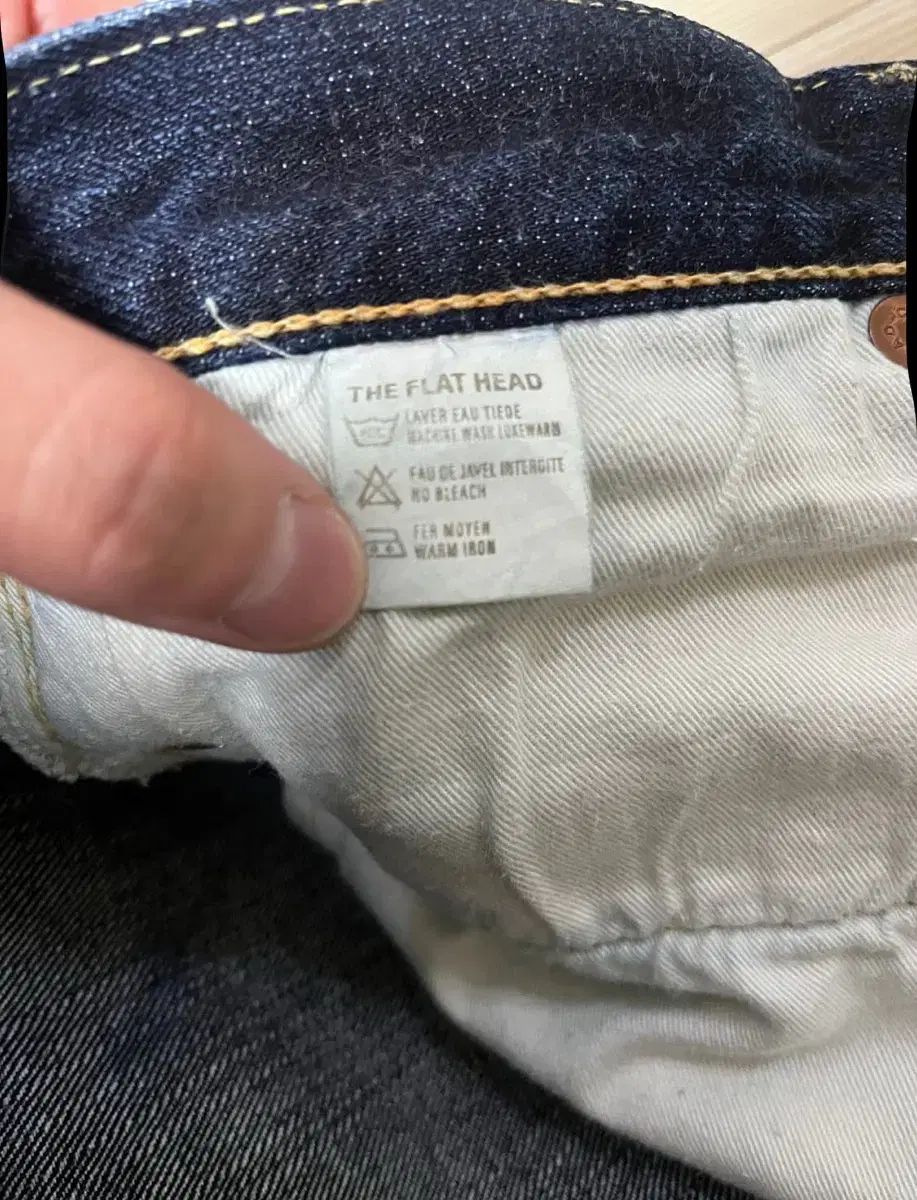 THE FLAT HEAD
LAVER EAU TIEDE
MACHINE WASH LUKEWARM
EAU DE JAVEL INTERDITE
NO BLEACH
FER MOYEN
WARM IRON